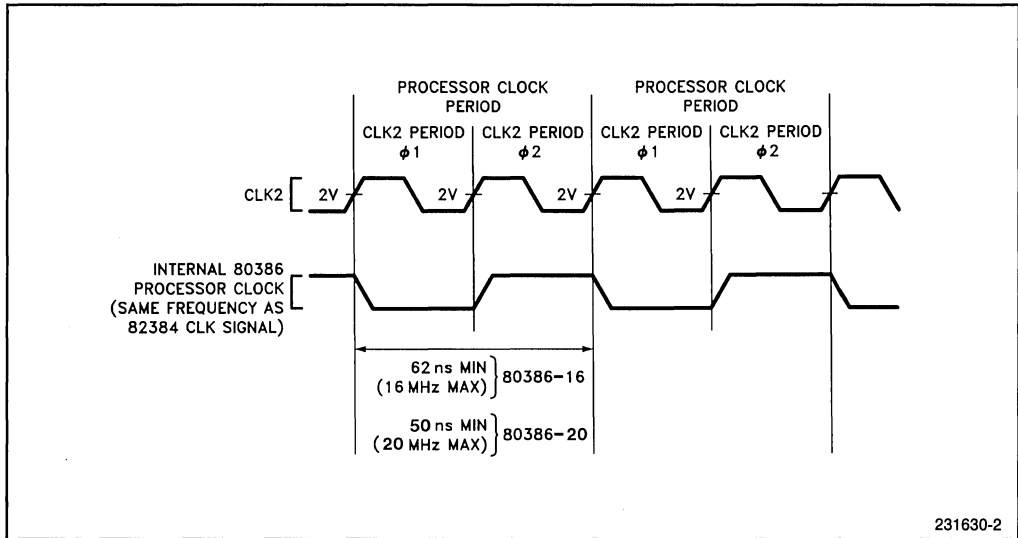 PROCESSOR CLOCK
PERIOD
PROCESSOR CLOCK
PERIOD
CLK2 PERIOD
ϕ1
CLK2 PERIOD
ϕ2
CLK2 PERIOD
ϕ1
CLK2 PERIOD
ϕ2
CLK2
2V
2V
2V
2V
INTERNAL 80386
PROCESSOR CLOCK
(SAME FREQUENCY AS
82384 CLK SIGNAL)
62 ns MIN
(16 MHz MAX)
80386-16
50 ns MIN
(20 MHz MAX)
80386-20
231630-2